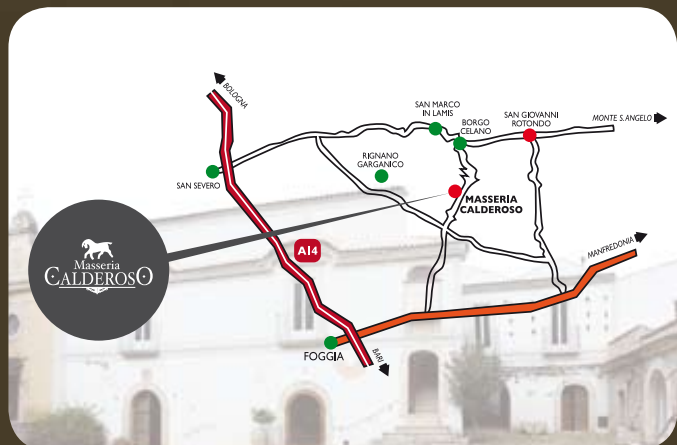 BOLOGNA
SAN MARCO
IN LAMIS
SAN GIOVANNI
ROTONDO
BORGO
CELANO
MONTE S. ANGELO
RIGNANO
GARGANICO
SAN SEVERO
MASSERIA
CALDEROSO
Masseria
CALDEROSO
A14
MANFREDONIA
FOGGIA
BARI